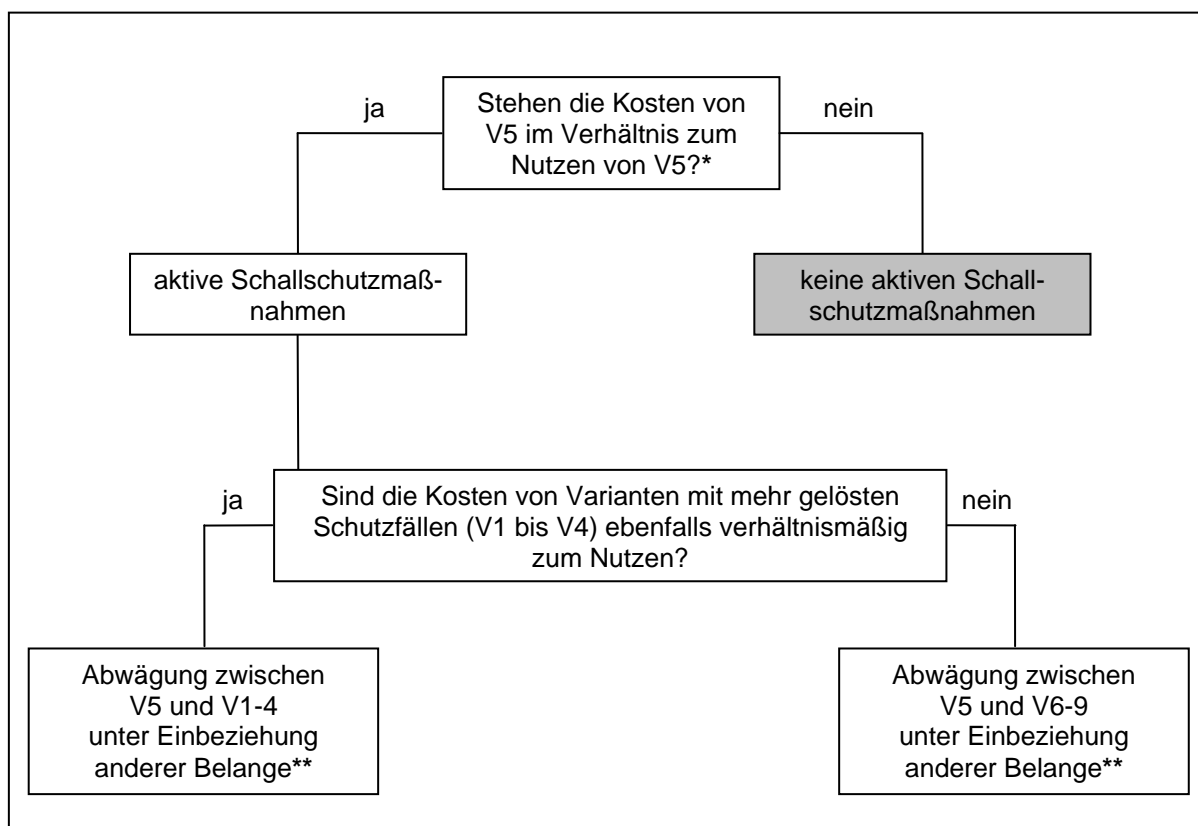 ja
Stehen die Kosten von
V5 im Verhältnis zum
Nutzen von V5?*
nein
aktive Schallschutzmaß-
nahmen
keine aktiven Schall-
schutzmaßnahmen
ja
Sind die Kosten von Varianten mit mehr gelösten
Schutzfällen (V1 bis V4) ebenfalls verhältnismäßig
zum Nutzen?
nein
Abwägung zwischen
V5 und V1-4
unter Einbeziehung
anderer Belange**
Abwägung zwischen
V5 und V6-9
unter Einbeziehung
anderer Belange**